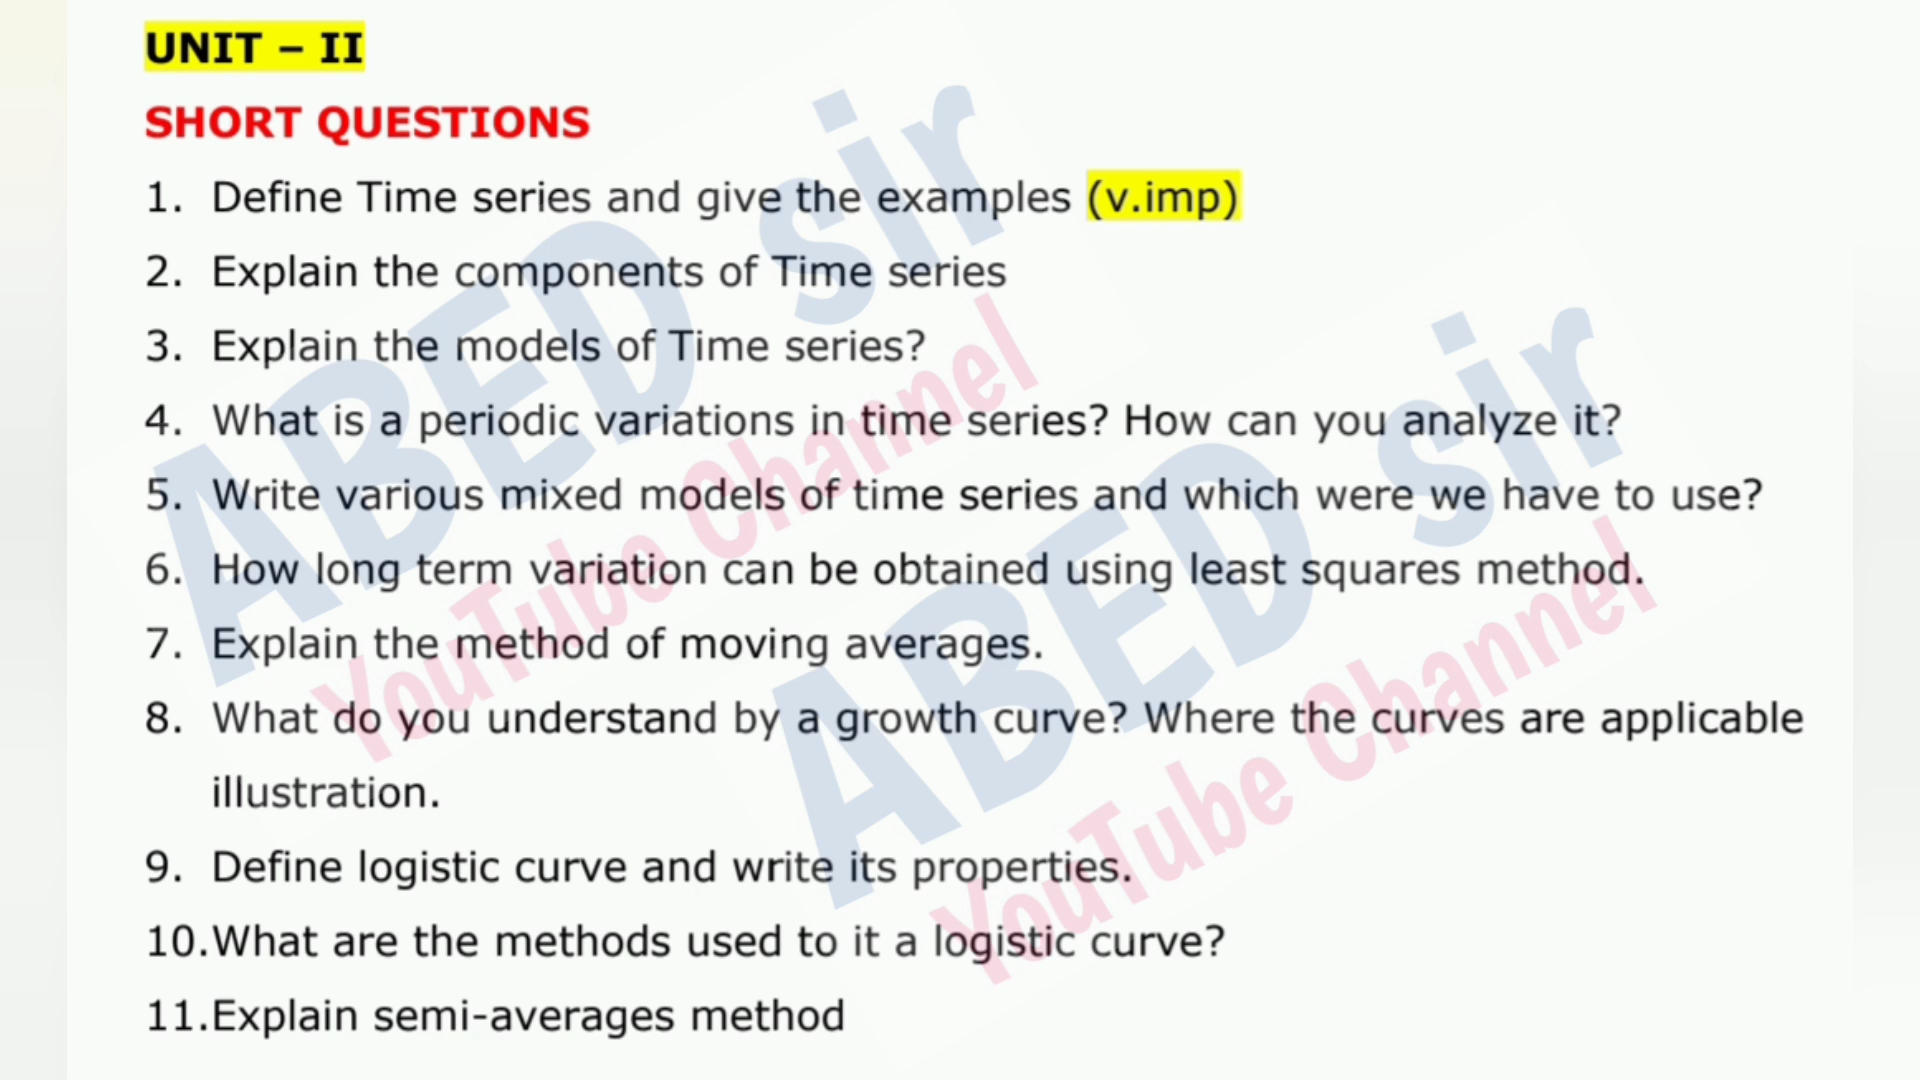 UNIT – II
SHORT QUESTIONS
1. Define Time series and give the examples (v.imp)
2. Explain the components of Time series
3. Explain the models of Time series?
4. What is a periodic variations in time series? How can you analyze it?
5. Write various mixed models of time series and which were we have to use?
6. How long term variation can be obtained using least squares method.
7. Explain the method of moving averages.
8. What do you understand by a growth curve? Where the curves are applicable
illustration.
9. Define logistic curve and write its properties.
10.What are the methods used to it a logistic curve?
11.Explain semi-averages method
ABED sir
YouTube Channel
ABED sir
YouTube Channel